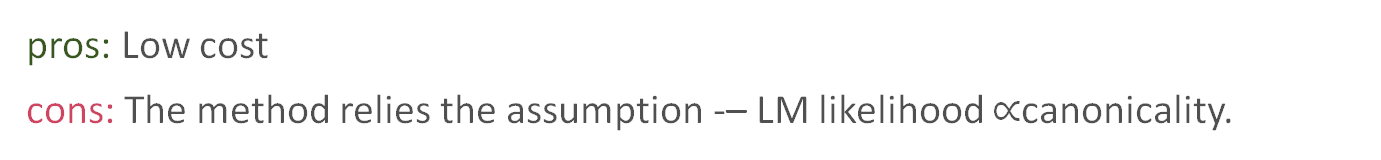 pros: Low cost
cons: The method relies the assumption -– LM likelihood ∝canonicality.